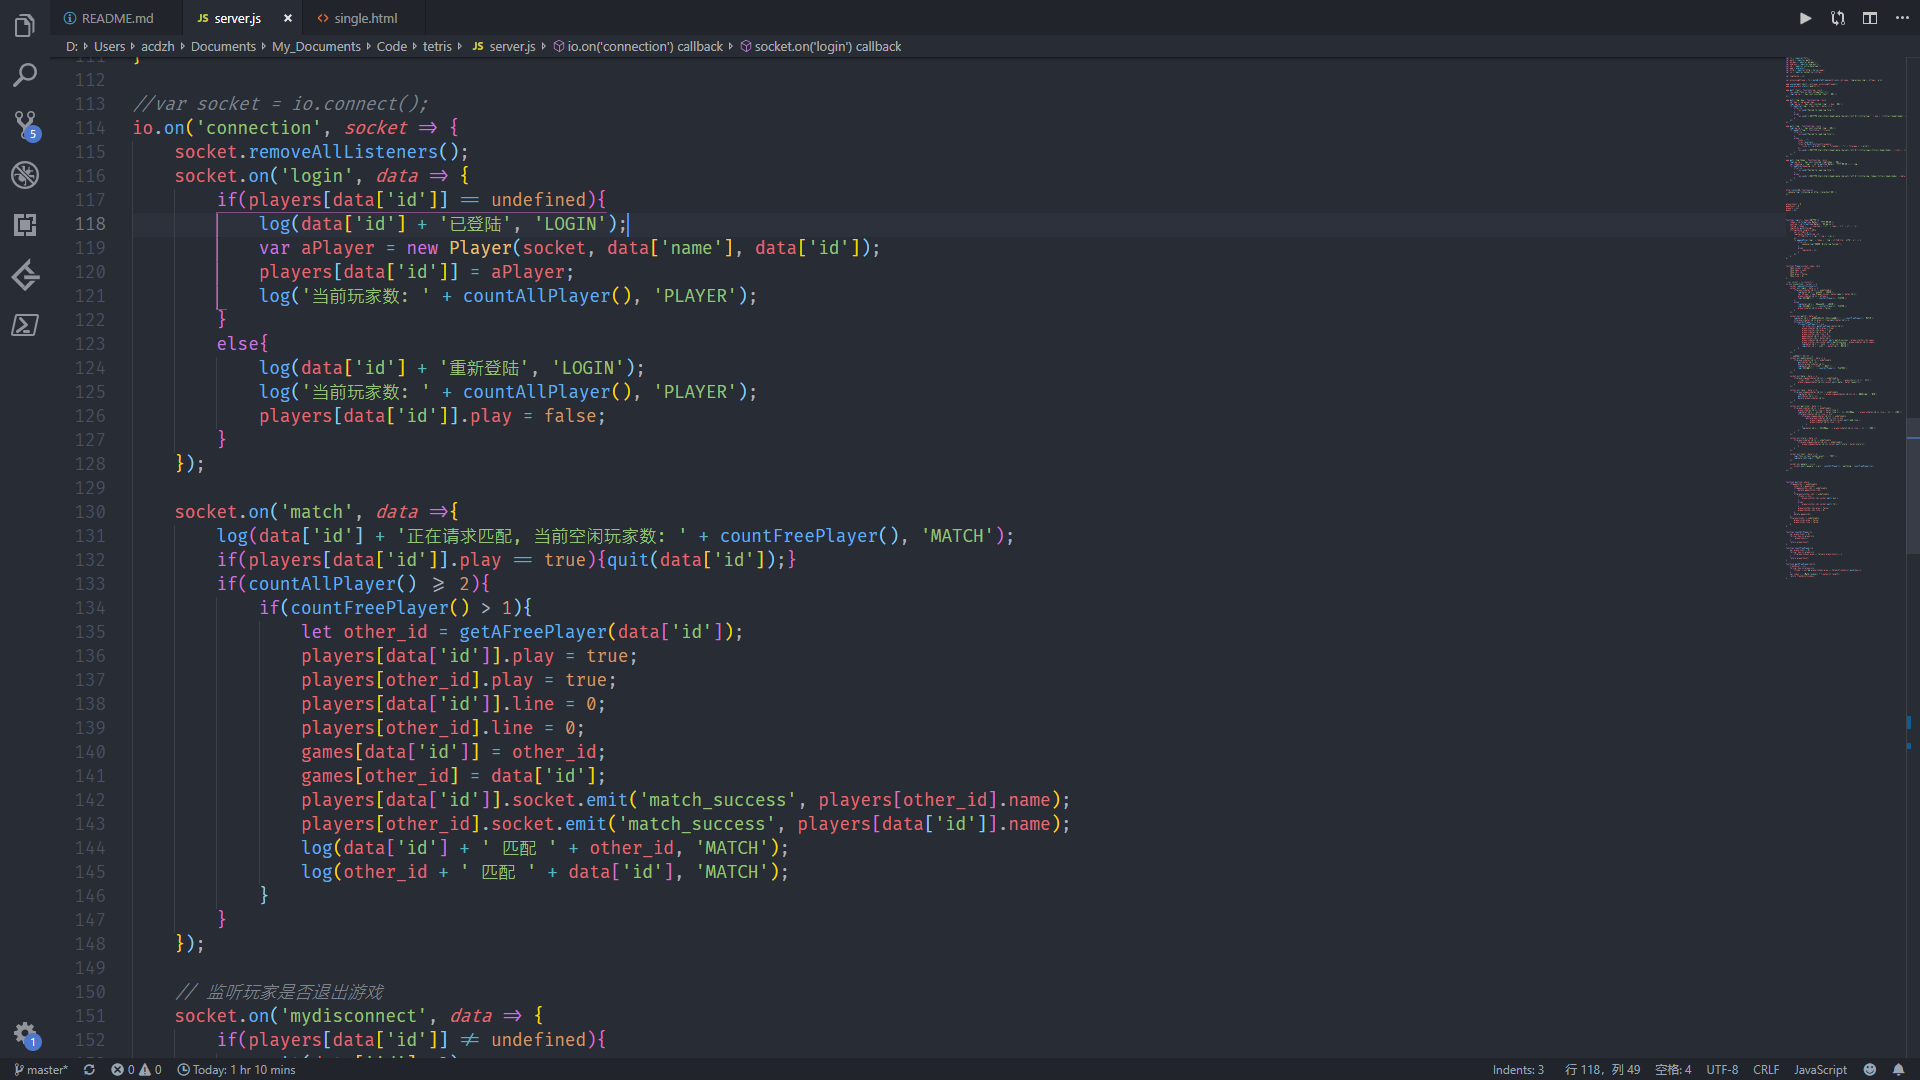 README.md
JS server.js ×
<> single.html
D: Users acdzh Documents My_Documents Code tetris JS server.js io.on('connection') callback socket.on('login') callback
112
113 //var socket = io.connect();
114 io.on('connection', socket => {
115 socket.removeAllListeners();
116 socket.on('login', data => {
117 if(players[data['id']] == undefined){
118 log(data['id'] + '已登陆', 'LOGIN');
119 var aPlayer = new Player(socket, data['name'], data['id']);
120 players[data['id']] = aPlayer;
121 log('当前玩家数: ' + countAllPlayer(), 'PLAYER');
122 }
123 else{
124 log(data['id'] + '重新登陆', 'LOGIN');
125 log('当前玩家数: ' + countAllPlayer(), 'PLAYER');
126 players[data['id']].play = false;
127 }
128 });
129
130 socket.on('match', data =>{
131 log(data['id'] + '正在请求匹配, 当前空闲玩家数: ' + countFreePlayer(), 'MATCH');
132 if(players[data['id']].play == true){quit(data['id']);}
133 if(countAllPlayer() >= 2){
134 if(countFreePlayer() > 1){
135 let other_id = getAFreePlayer(data['id']);
136 players[data['id']].play = true;
137 players[other_id].play = true;
138 players[data['id']].line = 0;
139 players[other_id].line = 0;
140 games[data['id']] = other_id;
141 games[other_id] = data['id'];
142 players[data['id']].socket.emit('match_success', players[other_id].name);
143 players[other_id].socket.emit('match_success', players[data['id']].name);
144 log(data['id'] + ' 匹配 ' + other_id, 'MATCH');
145 log(other_id + ' 匹配 ' + data['id'], 'MATCH');
146 }
147 }
148 });
149
150 // 监听玩家是否退出游戏
151 socket.on('mydisconnect', data => {
152 if(players[data['id']] != undefined){
5
1
master* 0 0 Today: 1 hr 10 mins
Indents: 3 行 118，列 49 空格: 4 UTF-8 CRLF JavaScript